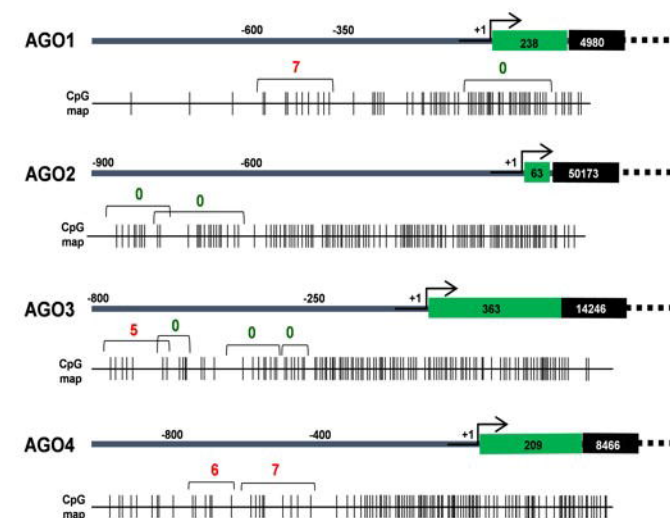 -600 -350 +1
AGO1 238 4980
7 0
CpG
map
-900 -600 +1
AGO2 63 50173
0 0
CpG
map
-800 -250 +1
AGO3 363 14246
5 0 0 0
CpG
map
-800 -400 +1
AGO4 209 8466
6 7
CpG
map